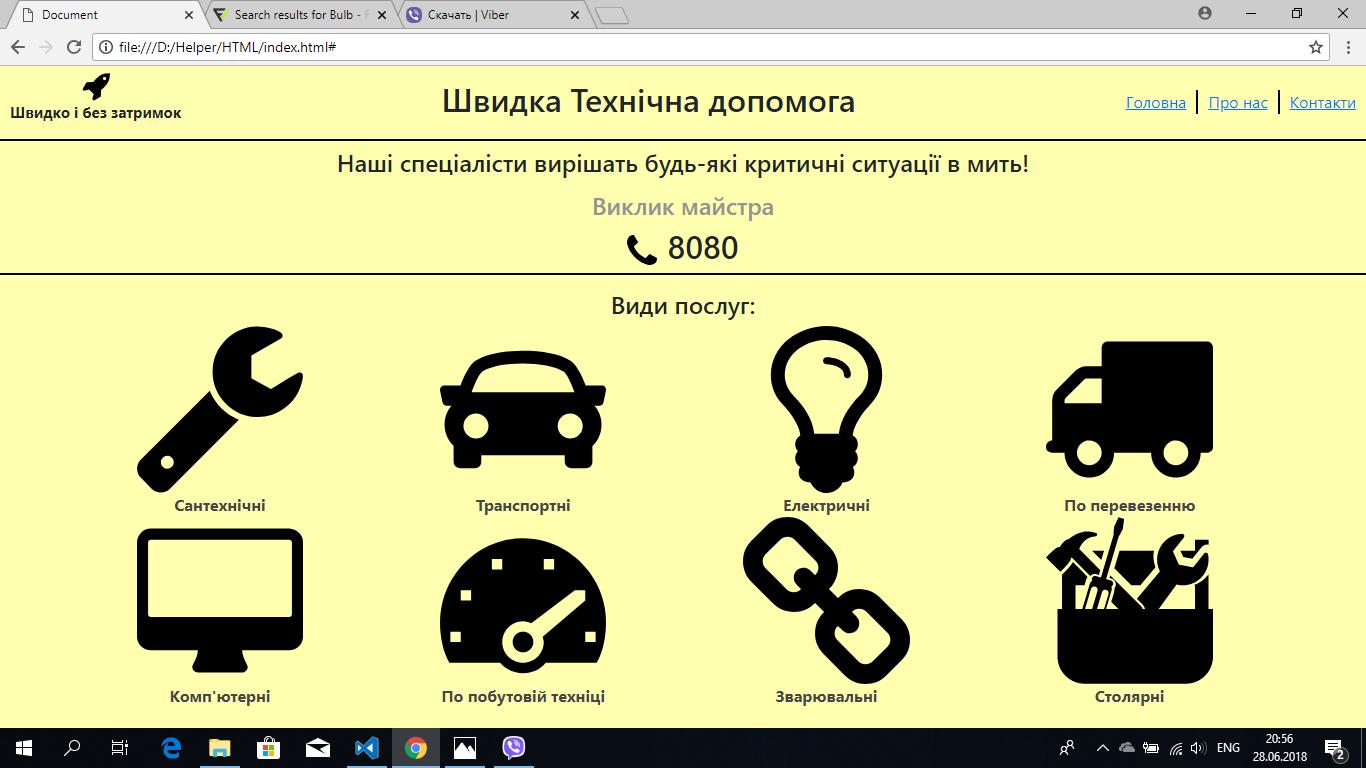 Document
Search results for Bulb - F
Скачать | Viber
file:///D:/Helper/HTML/index.html#
Швидко і без затримок
Швидка Технічна допомога
Головна
Про нас
Контакти
Наші спеціалісти вирішать будь-які критичні ситуації в мить!
Виклик майстра
8080
Види послуг:
Сантехнічні
Транспортні
Електричні
По перевезенню
Комп'ютерні
По побутовій техніці
Зварювальні
Столярні
ENG
20:56
28.06.2018
2